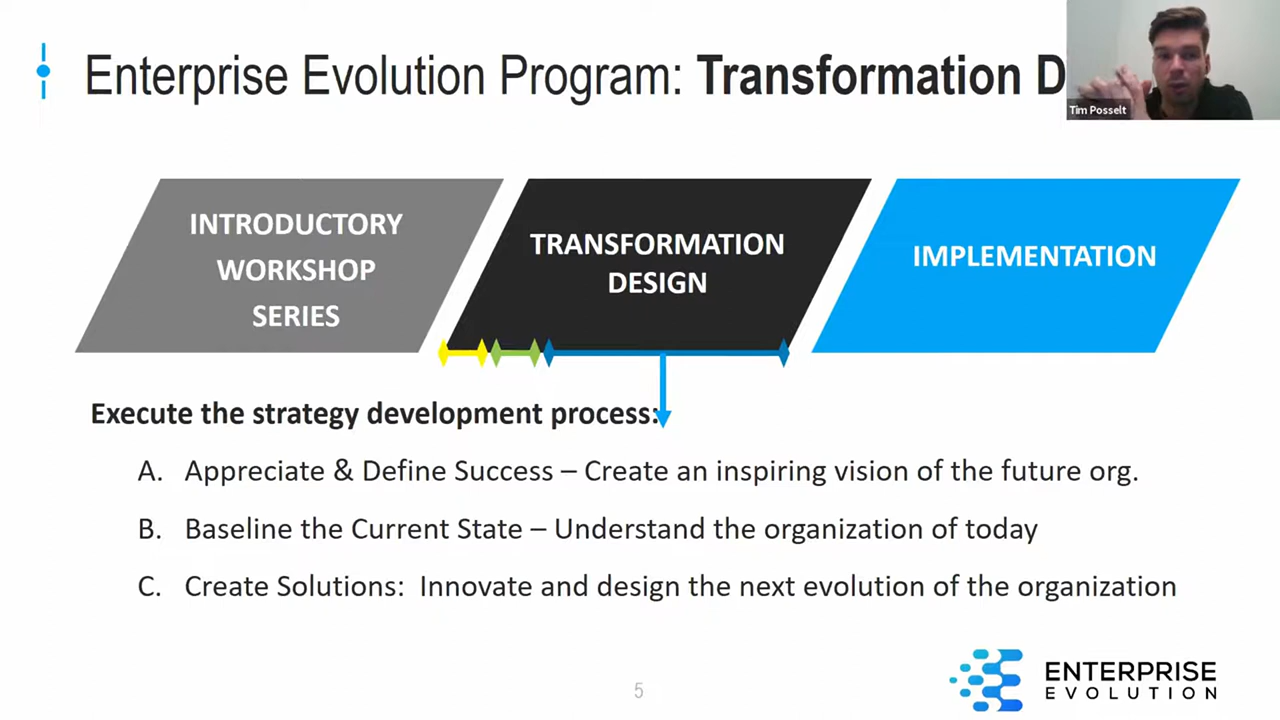 Enterprise Evolution Program: Transformation D
Tim Posselt
INTRODUCTORY
WORKSHOP
SERIES
TRANSFORMATION
DESIGN
IMPLEMENTATION
Execute the strategy development process:
A. Appreciate & Define Success – Create an inspiring vision of the future org.
B. Baseline the Current State – Understand the organization of today
C. Create Solutions: Innovate and design the next evolution of the organization
5
ENTERPRISE
EVOLUTION